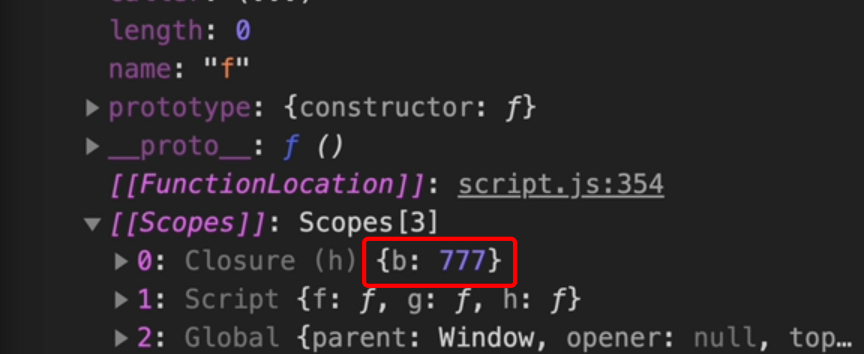 length: 0
name: "f"
▶ prototype: {constructor: ƒ}
▶ __proto__: ƒ ()
[[FunctionLocation]]: script.js:354
▼ [[Scopes]]: Scopes[3]
▶ 0: Closure (h) {b: 777}
▶ 1: Script {f: ƒ, g: ƒ, h: ƒ}
▶ 2: Global {parent: Window, opener: null, top…